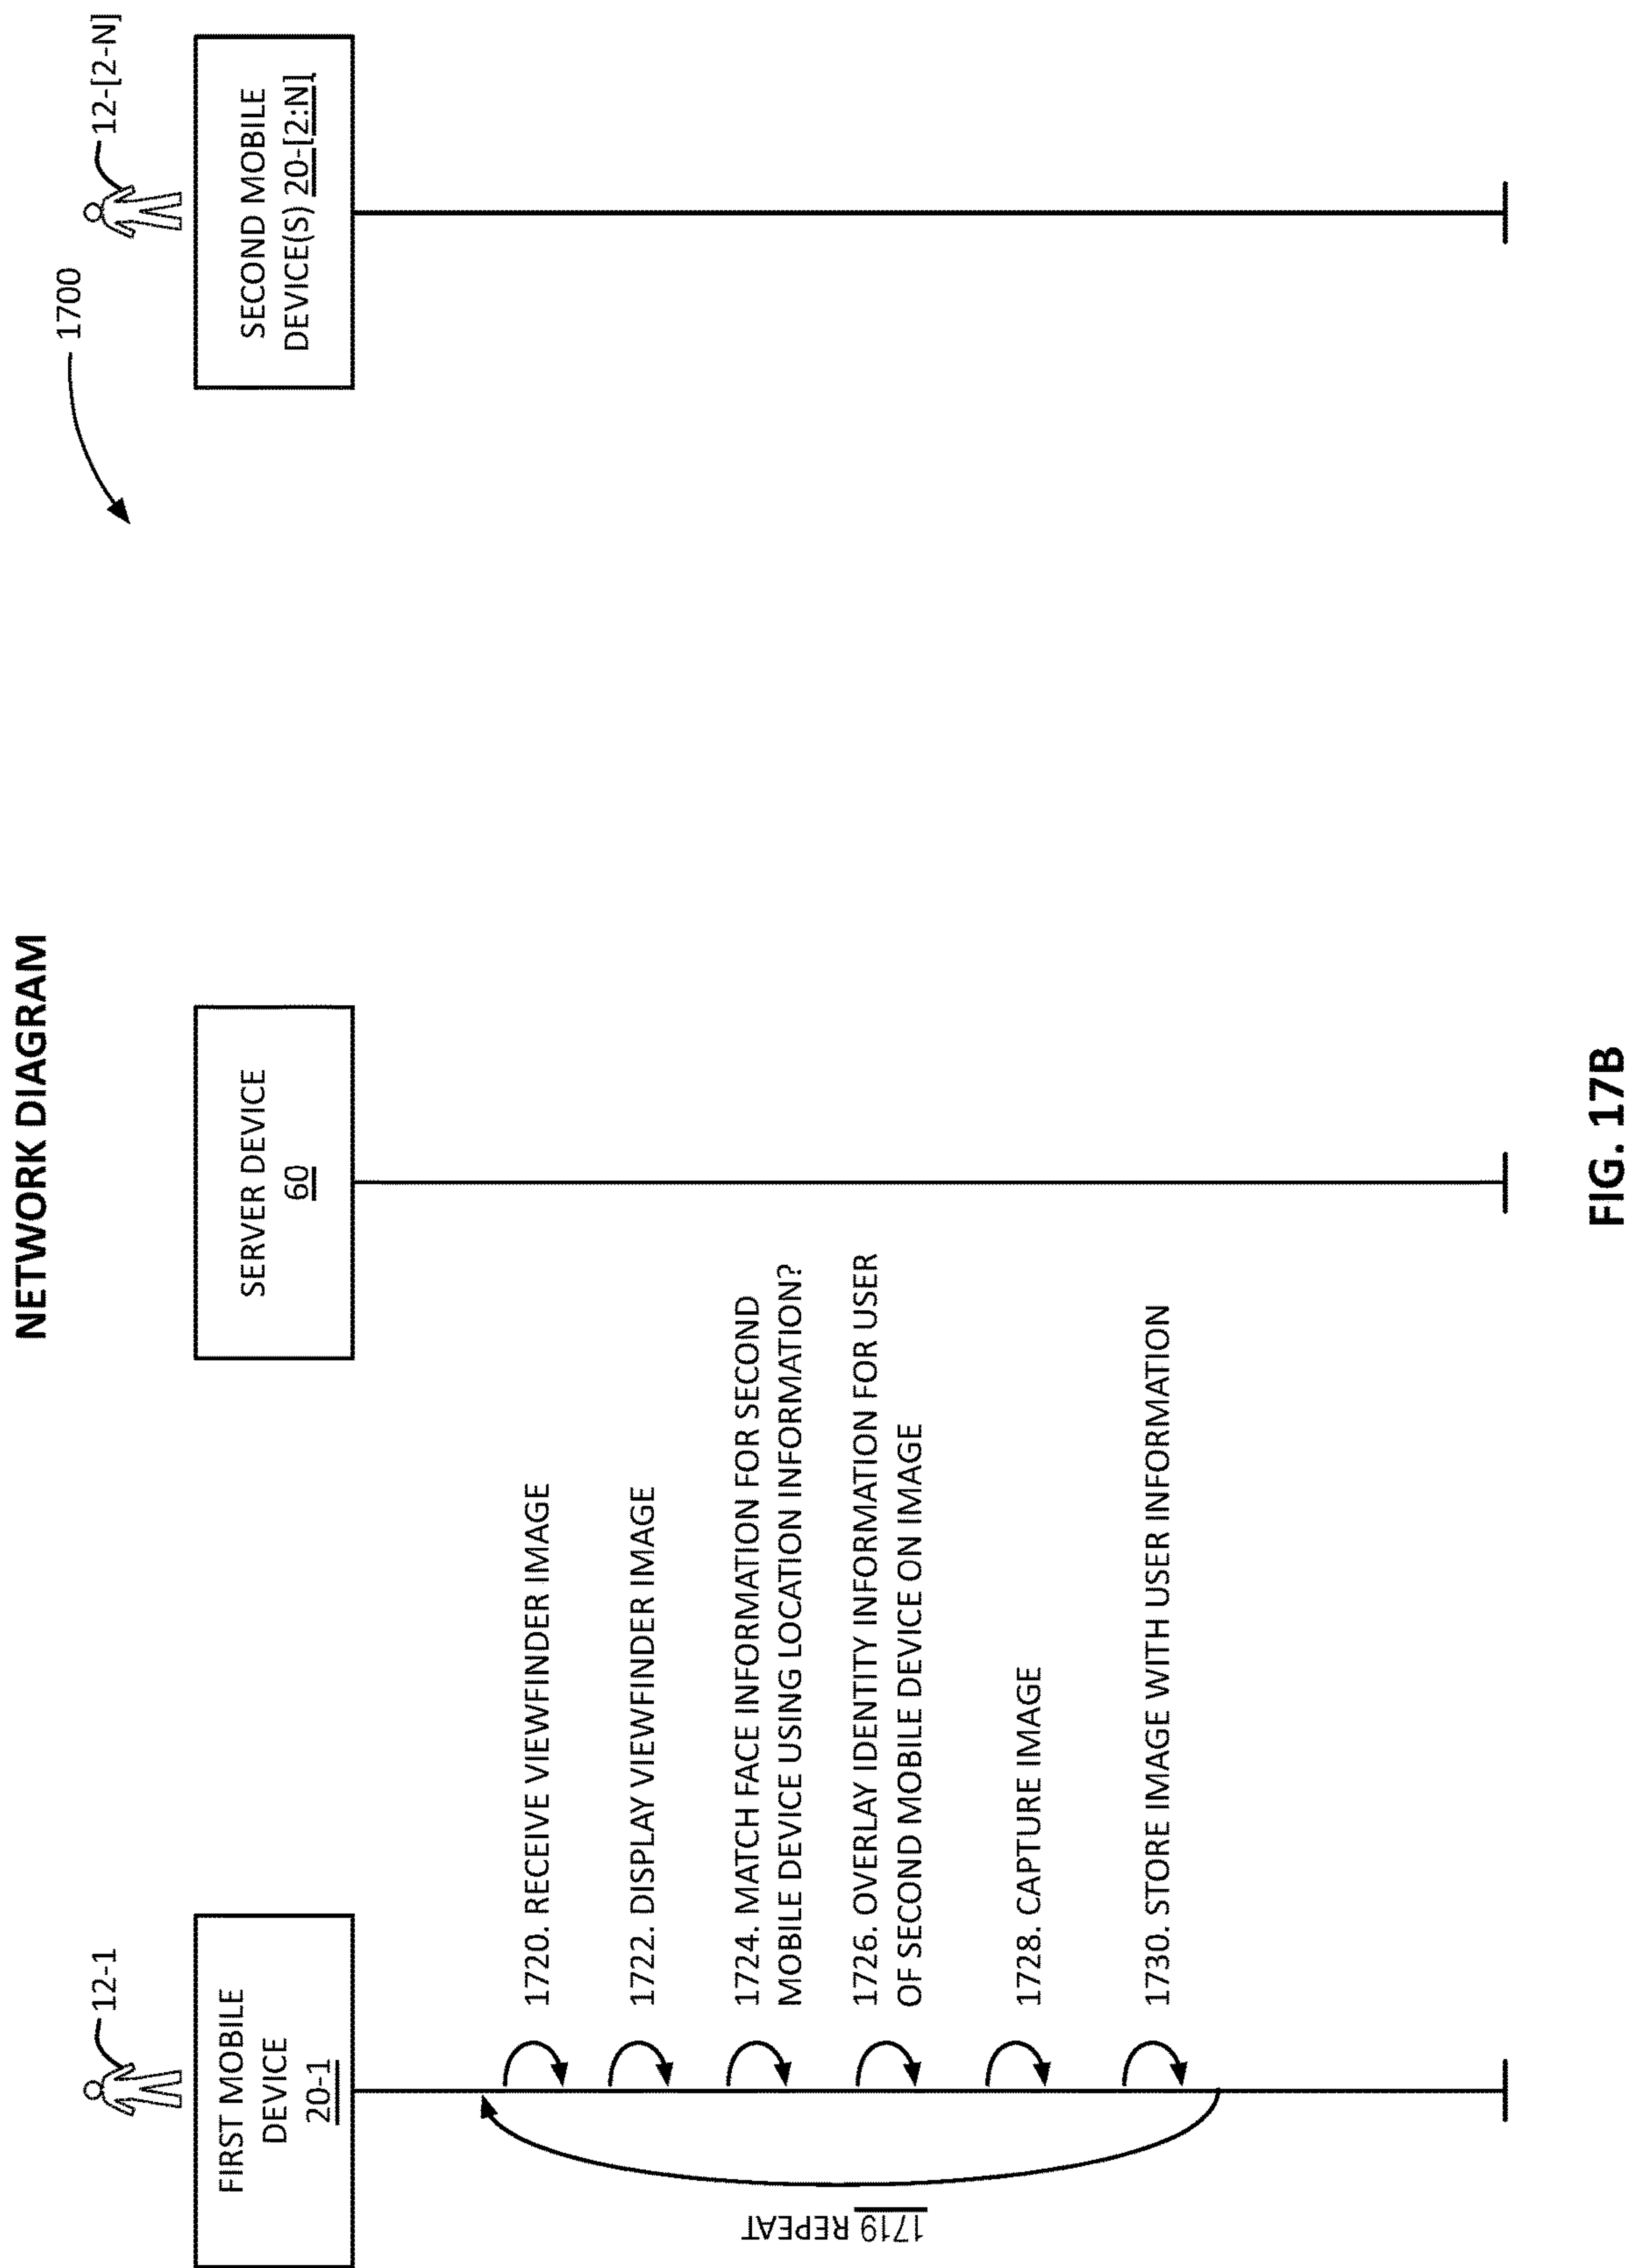 NETWORK DIAGRAM
1700
12-1
12-[2-N]
FIRST MOBILE
DEVICE
20-1
SERVER DEVICE
60
SECOND MOBILE
DEVICE(S) 20-[2:N]
1719 REPEAT
1720. RECEIVE VIEWFINDER IMAGE
1722. DISPLAY VIEWFINDER IMAGE
1724. MATCH FACE INFORMATION FOR SECOND
MOBILE DEVICE USING LOCATION INFORMATION?
1726. OVERLAY IDENTITY INFORMATION FOR USER
OF SECOND MOBILE DEVICE ON IMAGE
1728. CAPTURE IMAGE
1730. STORE IMAGE WITH USER INFORMATION
FIG. 17B